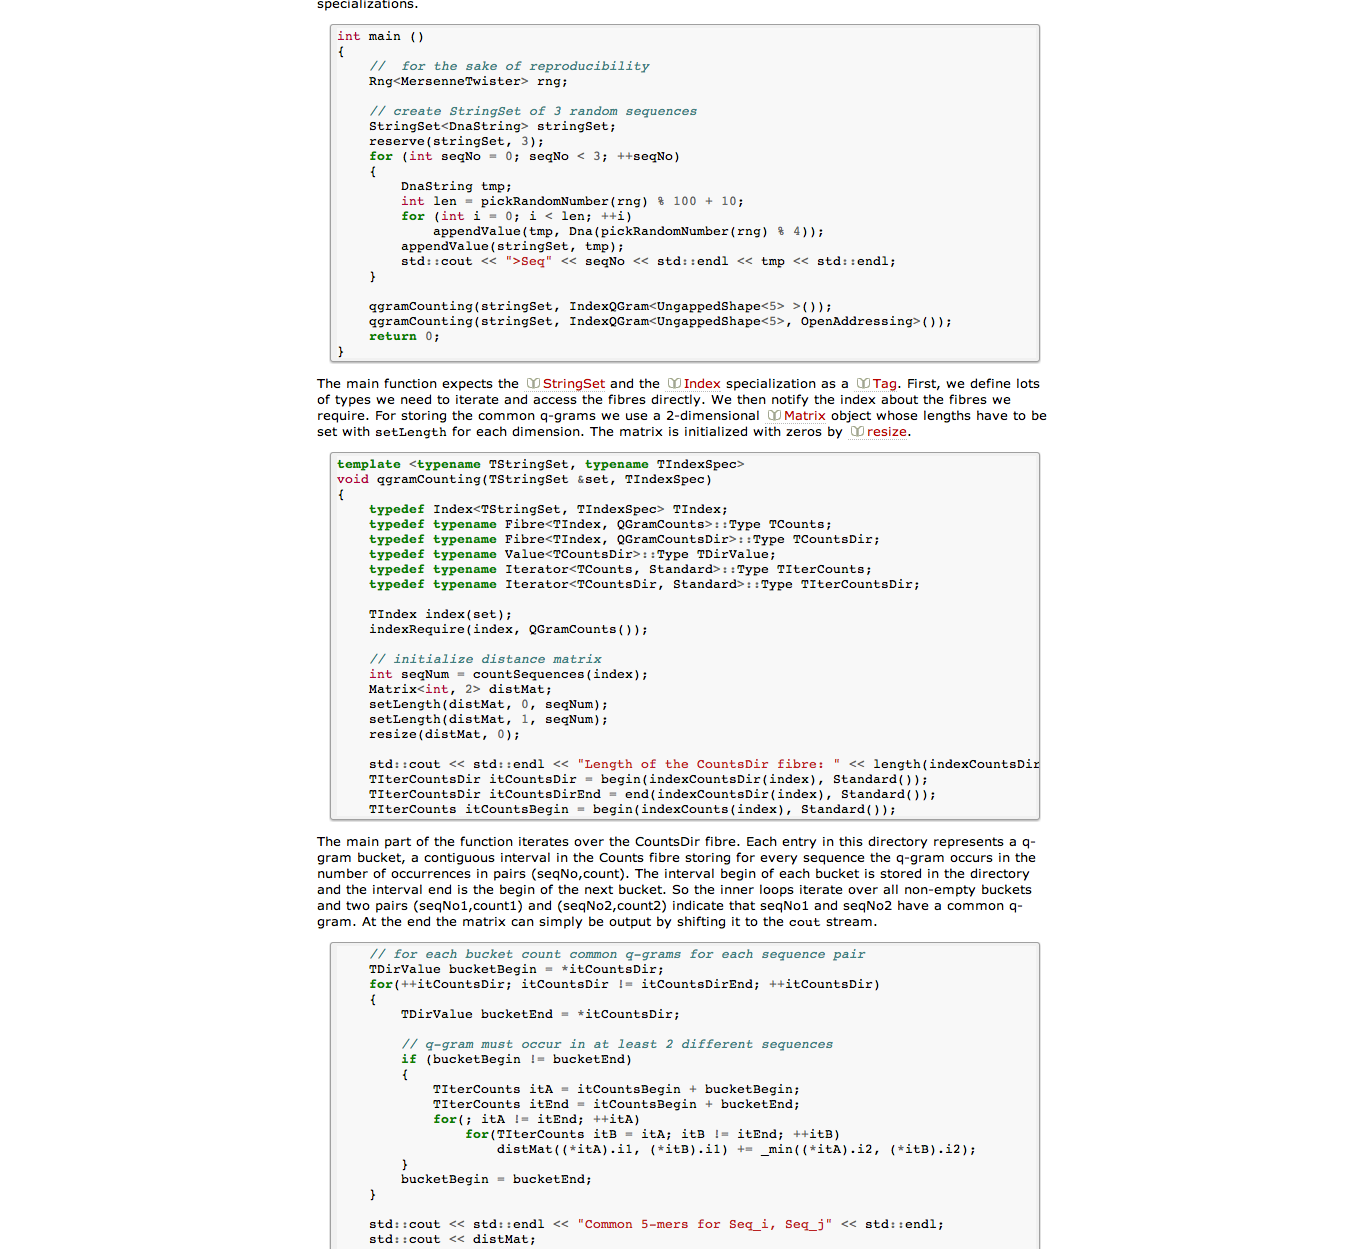 specializations.
int main ()
{
    //  for the sake of reproducibility
    Rng<MersenneTwister> rng;

    // create StringSet of 3 random sequences
    StringSet<DnaString> stringSet;
    reserve(stringSet, 3);
    for (int seqNo = 0; seqNo < 3; ++seqNo)
    {
        DnaString tmp;
        int len = pickRandomNumber(rng) % 100 + 10;
        for (int i = 0; i < len; ++i)
            appendValue(tmp, Dna(pickRandomNumber(rng) % 4));
        appendValue(stringSet, tmp);
        std::cout << ">Seq" << seqNo << std::endl << tmp << std::endl;
    }

    qgramCounting(stringSet, IndexQGram<UngappedShape<5> >());
    qgramCounting(stringSet, IndexQGram<UngappedShape<5>, OpenAddressing>());
    return 0;
}
The main function expects the StringSet and the Index specialization as a Tag. First, we define lots
of types we need to iterate and access the fibres directly. We then notify the index about the fibres we
require. For storing the common q-grams we use a 2-dimensional Matrix object whose lengths have to be
set with setLength for each dimension. The matrix is initialized with zeros by resize.
template <typename TStringSet, typename TIndexSpec>
void qgramCounting(TStringSet &set, TIndexSpec)
{
    typedef Index<TStringSet, TIndexSpec> TIndex;
    typedef typename Fibre<TIndex, QGramCounts>::Type TCounts;
    typedef typename Fibre<TIndex, QGramCountsDir>::Type TCountsDir;
    typedef typename Value<TCountsDir>::Type TDirValue;
    typedef typename Iterator<TCounts, Standard>::Type TIterCounts;
    typedef typename Iterator<TCountsDir, Standard>::Type TIterCountsDir;

    TIndex index(set);
    indexRequire(index, QGramCounts());

    // initialize distance matrix
    int seqNum = countSequences(index);
    Matrix<int, 2> distMat;
    setLength(distMat, 0, seqNum);
    setLength(distMat, 1, seqNum);
    resize(distMat, 0);

    std::cout << std::endl << "Length of the CountsDir fibre: " << length(indexCountsDir
    TIterCountsDir itCountsDir = begin(indexCountsDir(index), Standard());
    TIterCountsDir itCountsDirEnd = end(indexCountsDir(index), Standard());
    TIterCounts itCountsBegin = begin(indexCounts(index), Standard());
The main part of the function iterates over the CountsDir fibre. Each entry in this directory represents a q-
gram bucket, a contiguous interval in the Counts fibre storing for every sequence the q-gram occurs in the
number of occurrences in pairs (seqNo,count). The interval begin of each bucket is stored in the directory
and the interval end is the begin of the next bucket. So the inner loops iterate over all non-empty buckets
and two pairs (seqNo1,count1) and (seqNo2,count2) indicate that seqNo1 and seqNo2 have a common q-
gram. At the end the matrix can simply be output by shifting it to the cout stream.
    // for each bucket count common q-grams for each sequence pair
    TDirValue bucketBegin = *itCountsDir;
    for(++itCountsDir; itCountsDir != itCountsDirEnd; ++itCountsDir)
    {
        TDirValue bucketEnd = *itCountsDir;

        // q-gram must occur in at least 2 different sequences
        if (bucketBegin != bucketEnd)
        {
            TIterCounts itA = itCountsBegin + bucketBegin;
            TIterCounts itEnd = itCountsBegin + bucketEnd;
            for(; itA != itEnd; ++itA)
                for(TIterCounts itB = itA; itB != itEnd; ++itB)
                    distMat((*itA).i1, (*itB).i1) += _min((*itA).i2, (*itB).i2);
        }
        bucketBegin = bucketEnd;
    }

    std::cout << std::endl << "Common 5-mers for Seq_i, Seq_j" << std::endl;
    std::cout << distMat;